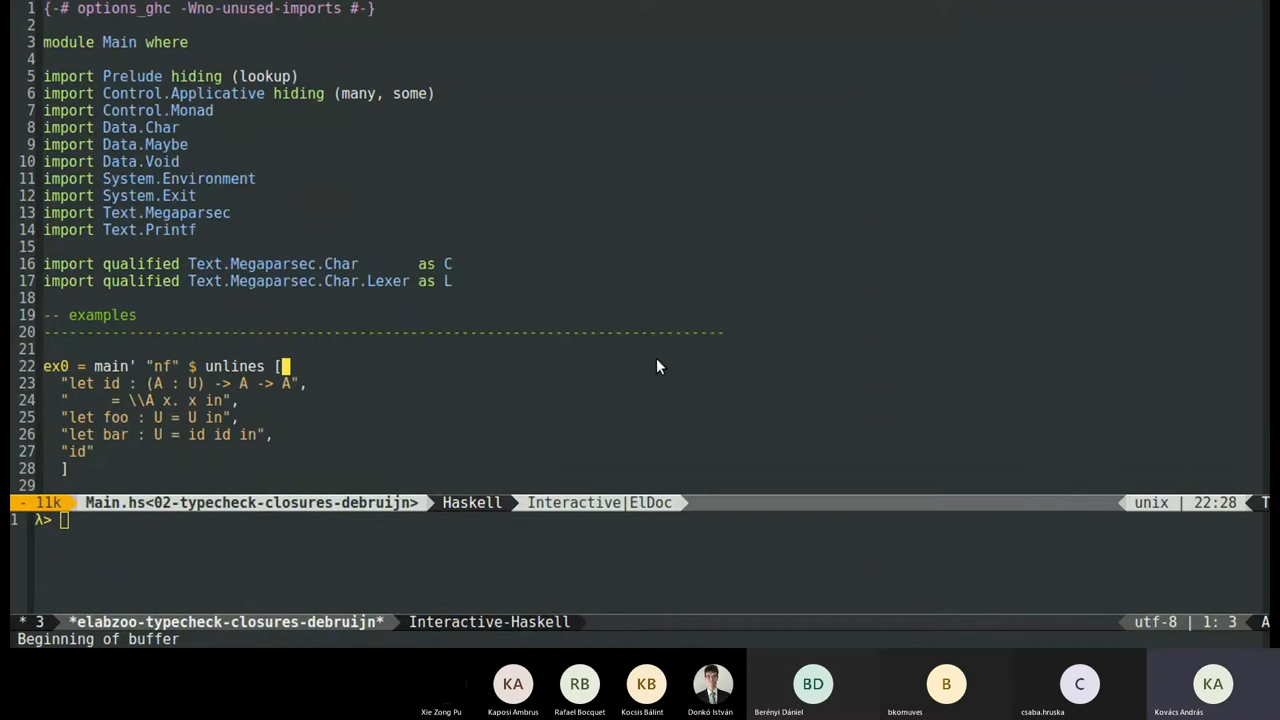 1 {-# options_ghc -Wno-unused-imports #-}
2
3 module Main where
4
5 import Prelude hiding (lookup)
6 import Control.Applicative hiding (many, some)
7 import Control.Monad
8 import Data.Char
9 import Data.Maybe
10 import Data.Void
11 import System.Environment
12 import System.Exit
13 import Text.Megaparsec
14 import Text.Printf
15
16 import qualified Text.Megaparsec.Char       as C
17 import qualified Text.Megaparsec.Char.Lexer as L
18
19 -- examples
20 --------------------------------------------------------------------------------
21
22 ex0 = main' "nf" $ unlines [
23   "let id : (A : U) -> A -> A",
24   "     = \\A x. x in",
25   "let foo : U = U in",
26   "let bar : U = id id in",
27   "id"
28   ]
29
- 11k Main.hs<02-typecheck-closures-debruijn> Haskell Interactive|ElDoc unix | 22:28 T
1 λ>
* 3 *elabzoo-typecheck-closures-debruijn* Interactive-Haskell utf-8 | 1: 3 A
Beginning of buffer
KA RB KB BD B C KA
Xie Zong Pu Kaposi Ambrus Rafael Bocquet Kocsis Bálint Donkó István Berényi Dániel bkomuves csaba.hruska Kovács András